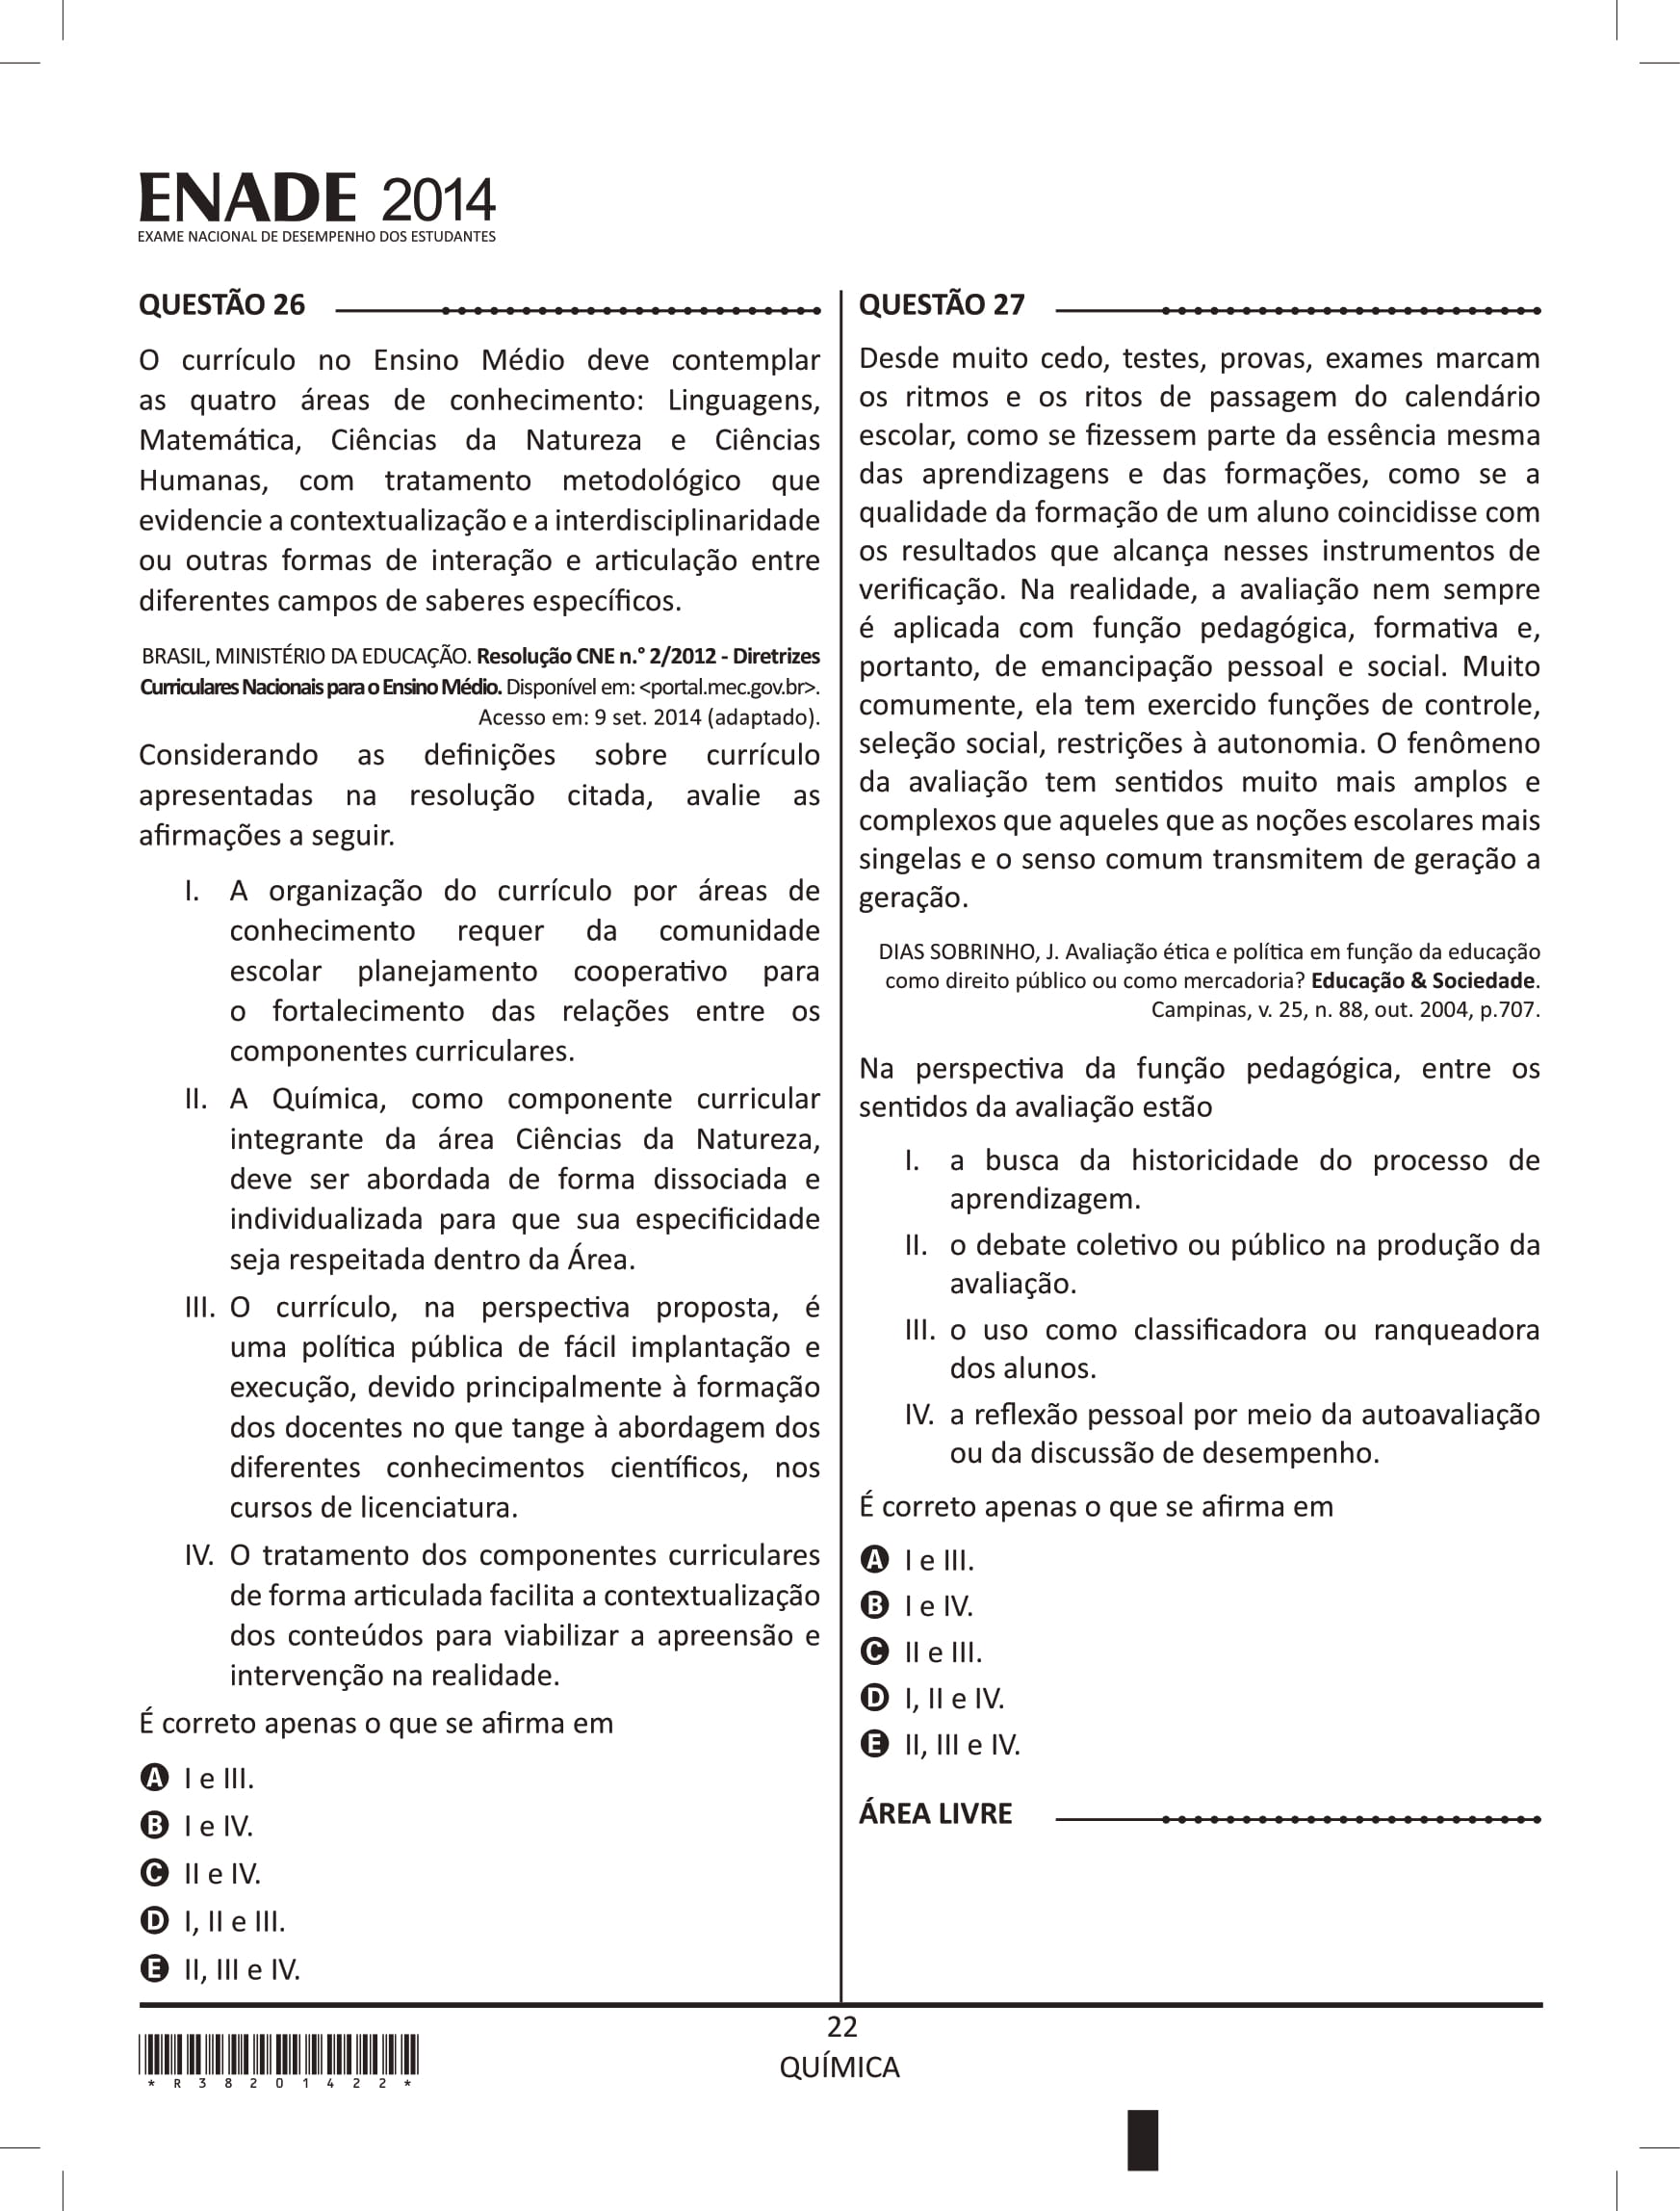 ENADE 2014
EXAME NACIONAL DE DESEMPENHO DOS ESTUDANTES
QUESTÃO 26
O currículo no Ensino Médio deve contemplar
as quatro áreas de conhecimento: Linguagens,
Matemática, Ciências da Natureza e Ciências
Humanas, com tratamento metodológico que
evidencie a contextualização e a interdisciplinaridade
ou outras formas de interação e articulação entre
diferentes campos de saberes específicos.
BRASIL, MINISTÉRIO DA EDUCAÇÃO. Resolução CNE n.° 2/2012 - Diretrizes
Curriculares Nacionais para o Ensino Médio. Disponível em: <portal.mec.gov.br>.
Acesso em: 9 set. 2014 (adaptado).
Considerando as definições sobre currículo
apresentadas na resolução citada, avalie as
afirmações a seguir.
I. A organização do currículo por áreas de
conhecimento requer da comunidade
escolar planejamento cooperativo para
o fortalecimento das relações entre os
componentes curriculares.
II. A Química, como componente curricular
integrante da área Ciências da Natureza,
deve ser abordada de forma dissociada e
individualizada para que sua especificidade
seja respeitada dentro da Área.
III. O currículo, na perspectiva proposta, é
uma política pública de fácil implantação e
execução, devido principalmente à formação
dos docentes no que tange à abordagem dos
diferentes conhecimentos científicos, nos
cursos de licenciatura.
IV. O tratamento dos componentes curriculares
de forma articulada facilita a contextualização
dos conteúdos para viabilizar a apreensão e
intervenção na realidade.
É correto apenas o que se afirma em
A I e III.
B I e IV.
C II e IV.
D I, II e III.
E II, III e IV.
QUESTÃO 27
Desde muito cedo, testes, provas, exames marcam
os ritmos e os ritos de passagem do calendário
escolar, como se fizessem parte da essência mesma
das aprendizagens e das formações, como se a
qualidade da formação de um aluno coincidisse com
os resultados que alcança nesses instrumentos de
verificação. Na realidade, a avaliação nem sempre
é aplicada com função pedagógica, formativa e,
portanto, de emancipação pessoal e social. Muito
comumente, ela tem exercido funções de controle,
seleção social, restrições à autonomia. O fenômeno
da avaliação tem sentidos muito mais amplos e
complexos que aqueles que as noções escolares mais
singelas e o senso comum transmitem de geração a
geração.
DIAS SOBRINHO, J. Avaliação ética e política em função da educação
como direito público ou como mercadoria? Educação & Sociedade.
Campinas, v. 25, n. 88, out. 2004, p.707.
Na perspectiva da função pedagógica, entre os
sentidos da avaliação estão
I. a busca da historicidade do processo de
aprendizagem.
II. o debate coletivo ou público na produção da
avaliação.
III. o uso como classificadora ou ranqueadora
dos alunos.
IV. a reflexão pessoal por meio da autoavaliação
ou da discussão de desempenho.
É correto apenas o que se afirma em
A I e III.
B I e IV.
C II e III.
D I, II e IV.
E II, III e IV.
ÁREA LIVRE
22
QUÍMICA
* R 3 8 2 0 1 4 2 2 *